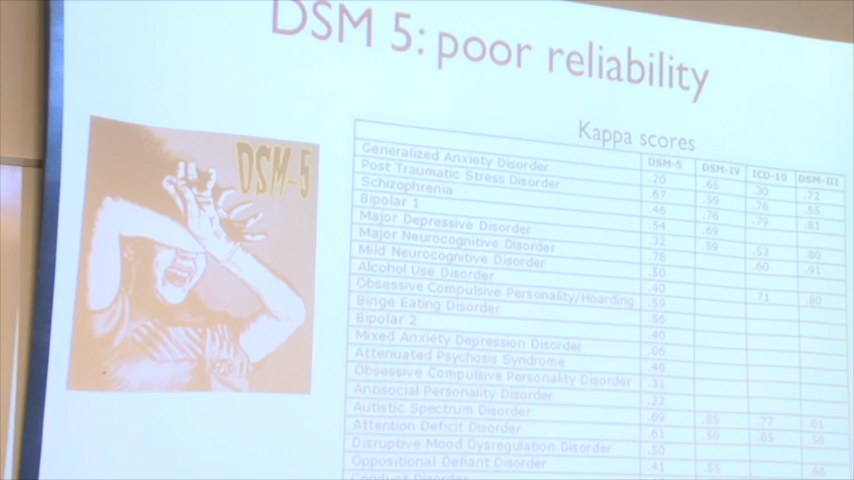 DSM 5: poor reliability
DSM-5
Kappa scores
DSM-5 DSM-IV ICD-10 DSM-III
Generalized Anxiety Disorder .20 .65 .30 .72
Post Traumatic Stress Disorder .67 .59 .76 .55
Schizophrenia .46 .76 .79 .81
Bipolar 1 .54 .69
Major Depressive Disorder .32 .59 .53 .80
Major Neurocognitive Disorder .78 .60 .91
Mild Neurocognitive Disorder .50
Alcohol Use Disorder .40 .71 .80
Obsessive Compulsive Personality/Hoarding .59
Binge Eating Disorder .56
Bipolar 2 .40
Mixed Anxiety Depression Disorder .06
Attenuated Psychosis Syndrome .46
Obsessive Compulsive Personality Disorder .31
Antisocial Personality Disorder .22
Autistic Spectrum Disorder .69 .85 .77 .01
Attention Deficit Disorder .61 .59 .85 .50
Disruptive Mood Dysregulation Disorder .50
Oppositional Defiant Disorder .41 .55
Conduct Disorder